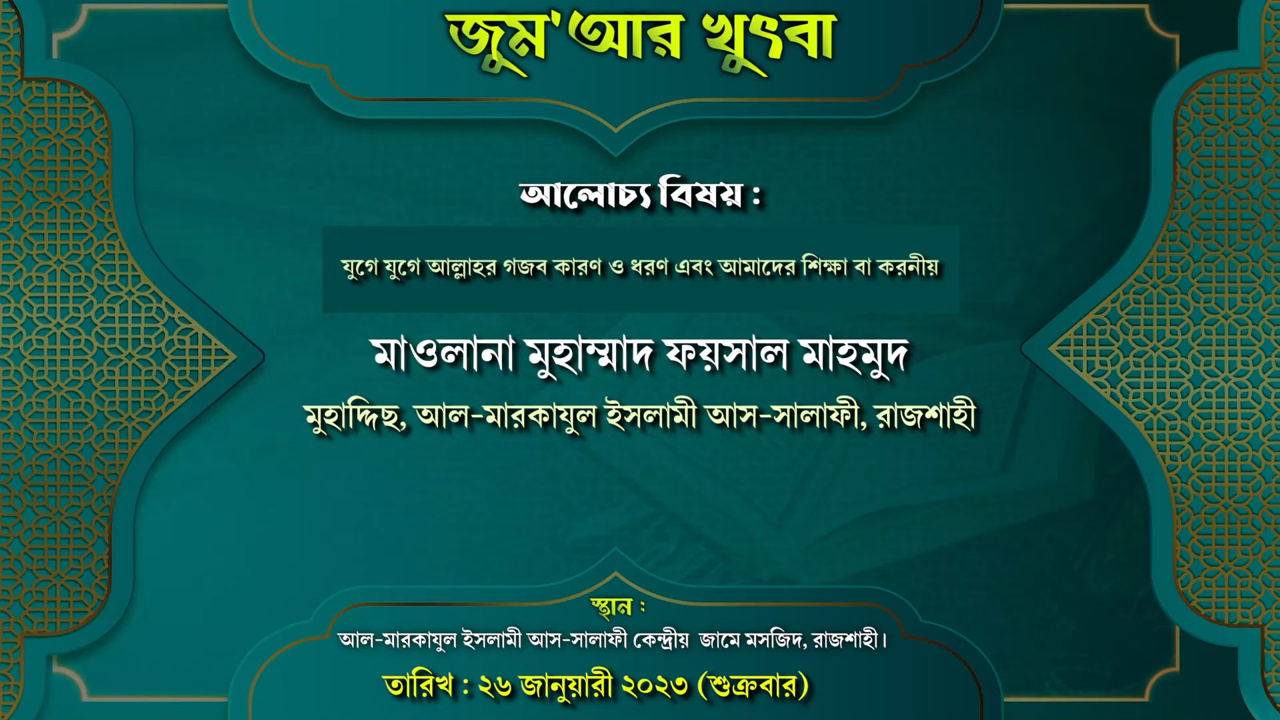 জুম'আর খুৎবা
আলোচ্য বিষয় :
যুগে যুগে আল্লাহর গজব কারণ ও ধরণ এবং আমাদের শিক্ষা বা করনীয়
মাওলানা মুহাম্মাদ ফয়সাল মাহমুদ
মুহাদ্দিছ, আল-মারকাযুল ইসলামী আস-সালাফী, রাজশাহী
স্থান :
আল-মারকাযুল ইসলামী আস-সালাফী কেন্দ্রীয় জামে মসজিদ, রাজশাহী।
তারিখ : ২৬ জানুয়ারী ২০২৩ (শুক্রবার)